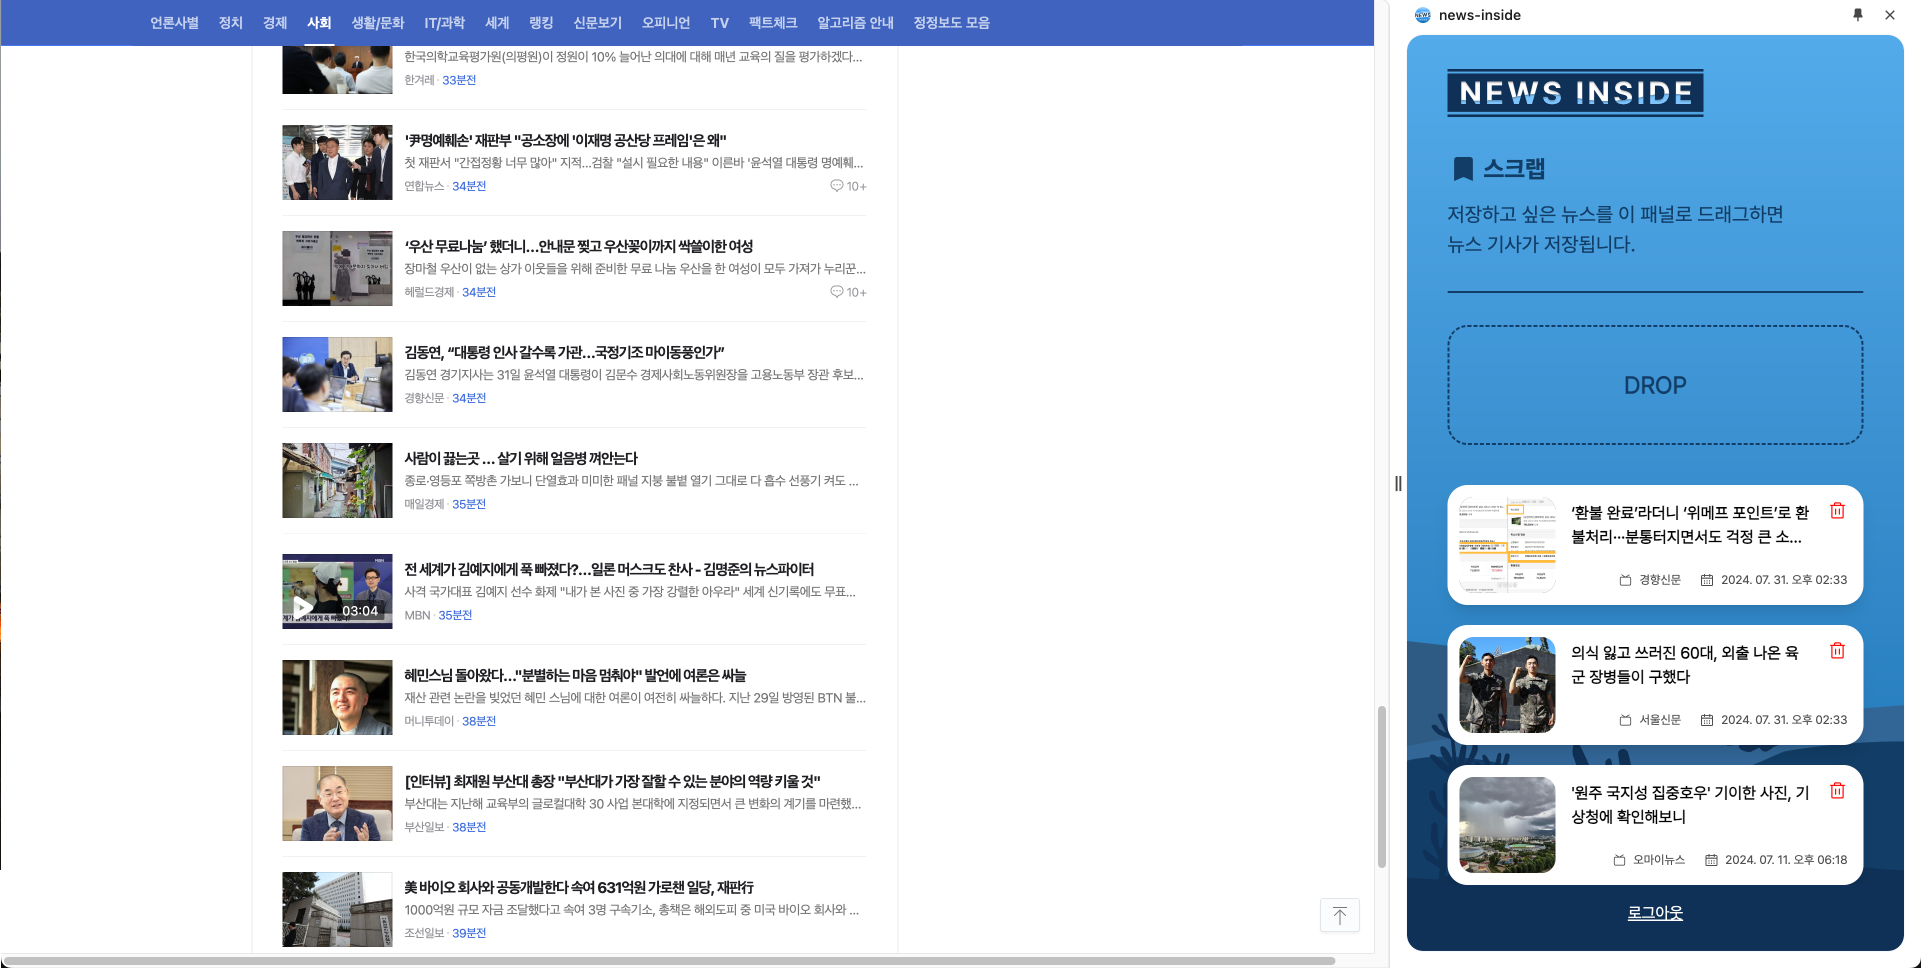 언론사별 정치 경제 사회 생활/문화 IT/과학 세계 랭킹 신문보기 오피니언 TV 팩트체크 알고리즘 안내 정정보도 모음
한국의학교육평가원(의평원)이 정원이 10% 늘어난 의대에 대해 매년 교육의 질을 평가하겠다...
한겨레 · 33분전
'尹명예훼손' 재판부 "공소장에 '이재명 공산당 프레임'은 왜"
첫 재판서 "간접정황 너무 많아" 지적…검찰 "설시 필요한 내용" 이른바 '윤석열 대통령 명예훼...
연합뉴스 · 34분전
10+
‘우산 무료나눔’ 했더니…안내문 찢고 우산꽂이까지 싹쓸이한 여성
장마철 우산이 없는 상가 이웃들을 위해 준비한 무료 나눔 우산을 한 여성이 모두 가져가 누리꾼...
헤럴드경제 · 34분전
10+
김동연, “대통령 인사 갈수록 가관…국정기조 마이동풍인가”
김동연 경기지사는 31일 윤석열 대통령이 김문수 경제사회노동위원장을 고용노동부 장관 후보...
경향신문 · 34분전
사람이 끓는곳 … 살기 위해 얼음병 껴안는다
종로·영등포 쪽방촌 가보니 단열효과 미미한 패널 지붕 불볕 열기 그대로 다 흡수 선풍기 켜도 ...
매일경제 · 35분전
03:04
전 세계가 김예지에게 푹 빠졌다?…일론 머스크도 찬사 - 김명준의 뉴스파이터
사격 국가대표 김예지 선수 화제 "내가 본 사진 중 가장 강렬한 아우라" 세계 신기록에도 무표...
MBN · 35분전
혜민스님 돌아왔다…"분별하는 마음 멈춰야" 발언에 여론은 싸늘
재산 관련 논란을 빚었던 혜민 스님에 대한 여론이 여전히 싸늘하다. 지난 29일 방영된 BTN 불...
머니투데이 · 38분전
[인터뷰] 최재원 부산대 총장 "부산대가 가장 잘할 수 있는 분야의 역량 키울 것"
부산대는 지난해 교육부의 글로컬대학 30 사업 본대학에 지정되면서 큰 변화의 계기를 마련했...
부산일보 · 38분전
美 바이오 회사와 공동개발한다 속여 631억원 가로챈 일당, 재판行
1000억원 규모 자금 조달했다고 속여 3명 구속기소, 총책은 해외도피 중 미국 바이오 회사와 ...
조선일보 · 39분전
news-inside
NEWS INSIDE
스크랩
저장하고 싶은 뉴스를 이 패널로 드래그하면
뉴스 기사가 저장됩니다.
DROP
‘환불 완료’라더니 ‘위메프 포인트’로 환
불처리···분통터지면서도 걱정 큰 소...
경향신문 2024. 07. 31. 오후 02:33
의식 잃고 쓰러진 60대, 외출 나온 육
군 장병들이 구했다
서울신문 2024. 07. 31. 오후 02:33
'원주 국지성 집중호우' 기이한 사진, 기
상청에 확인해보니
오마이뉴스 2024. 07. 11. 오후 06:18
로그아웃